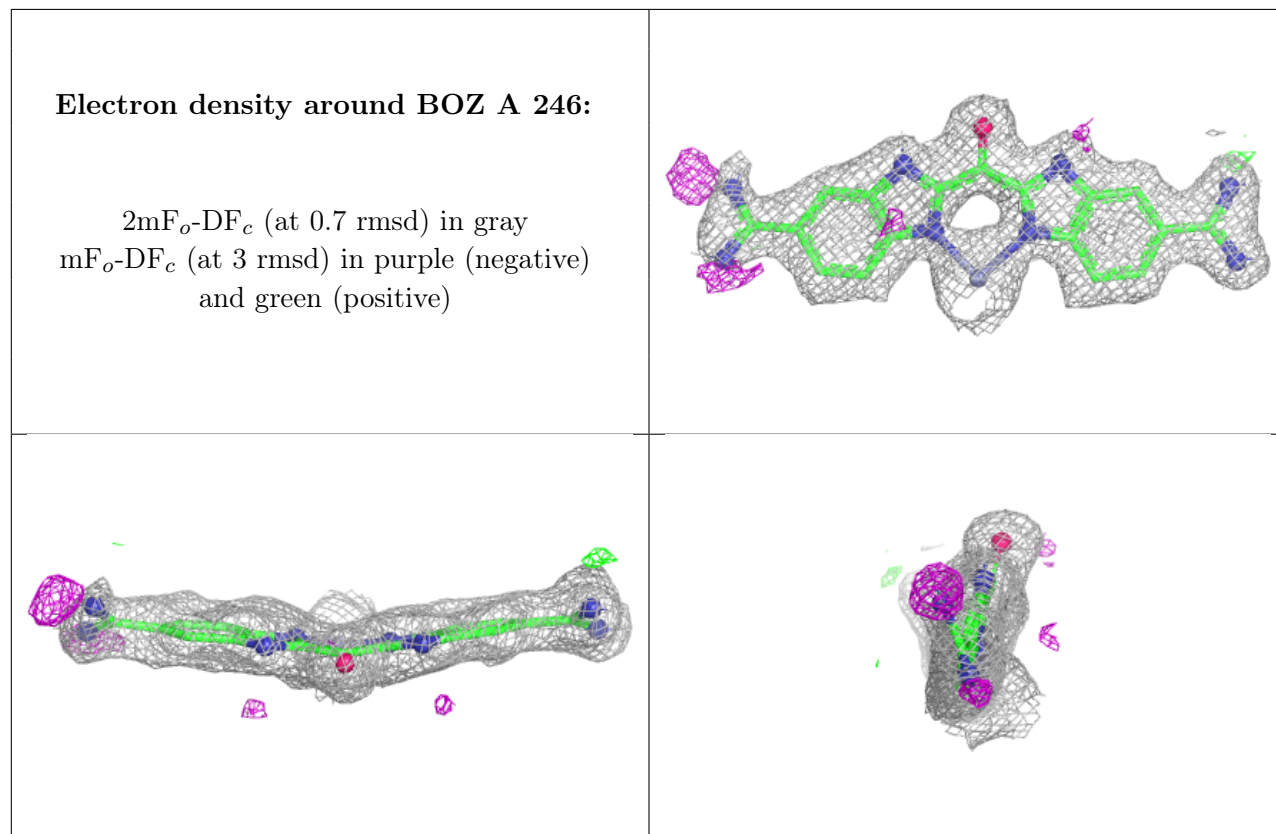 Electron density around BOZ A 246:
2mFₒ-DF𝒸 (at 0.7 rmsd) in gray
mFₒ-DF𝒸 (at 3 rmsd) in purple (negative)
and green (positive)